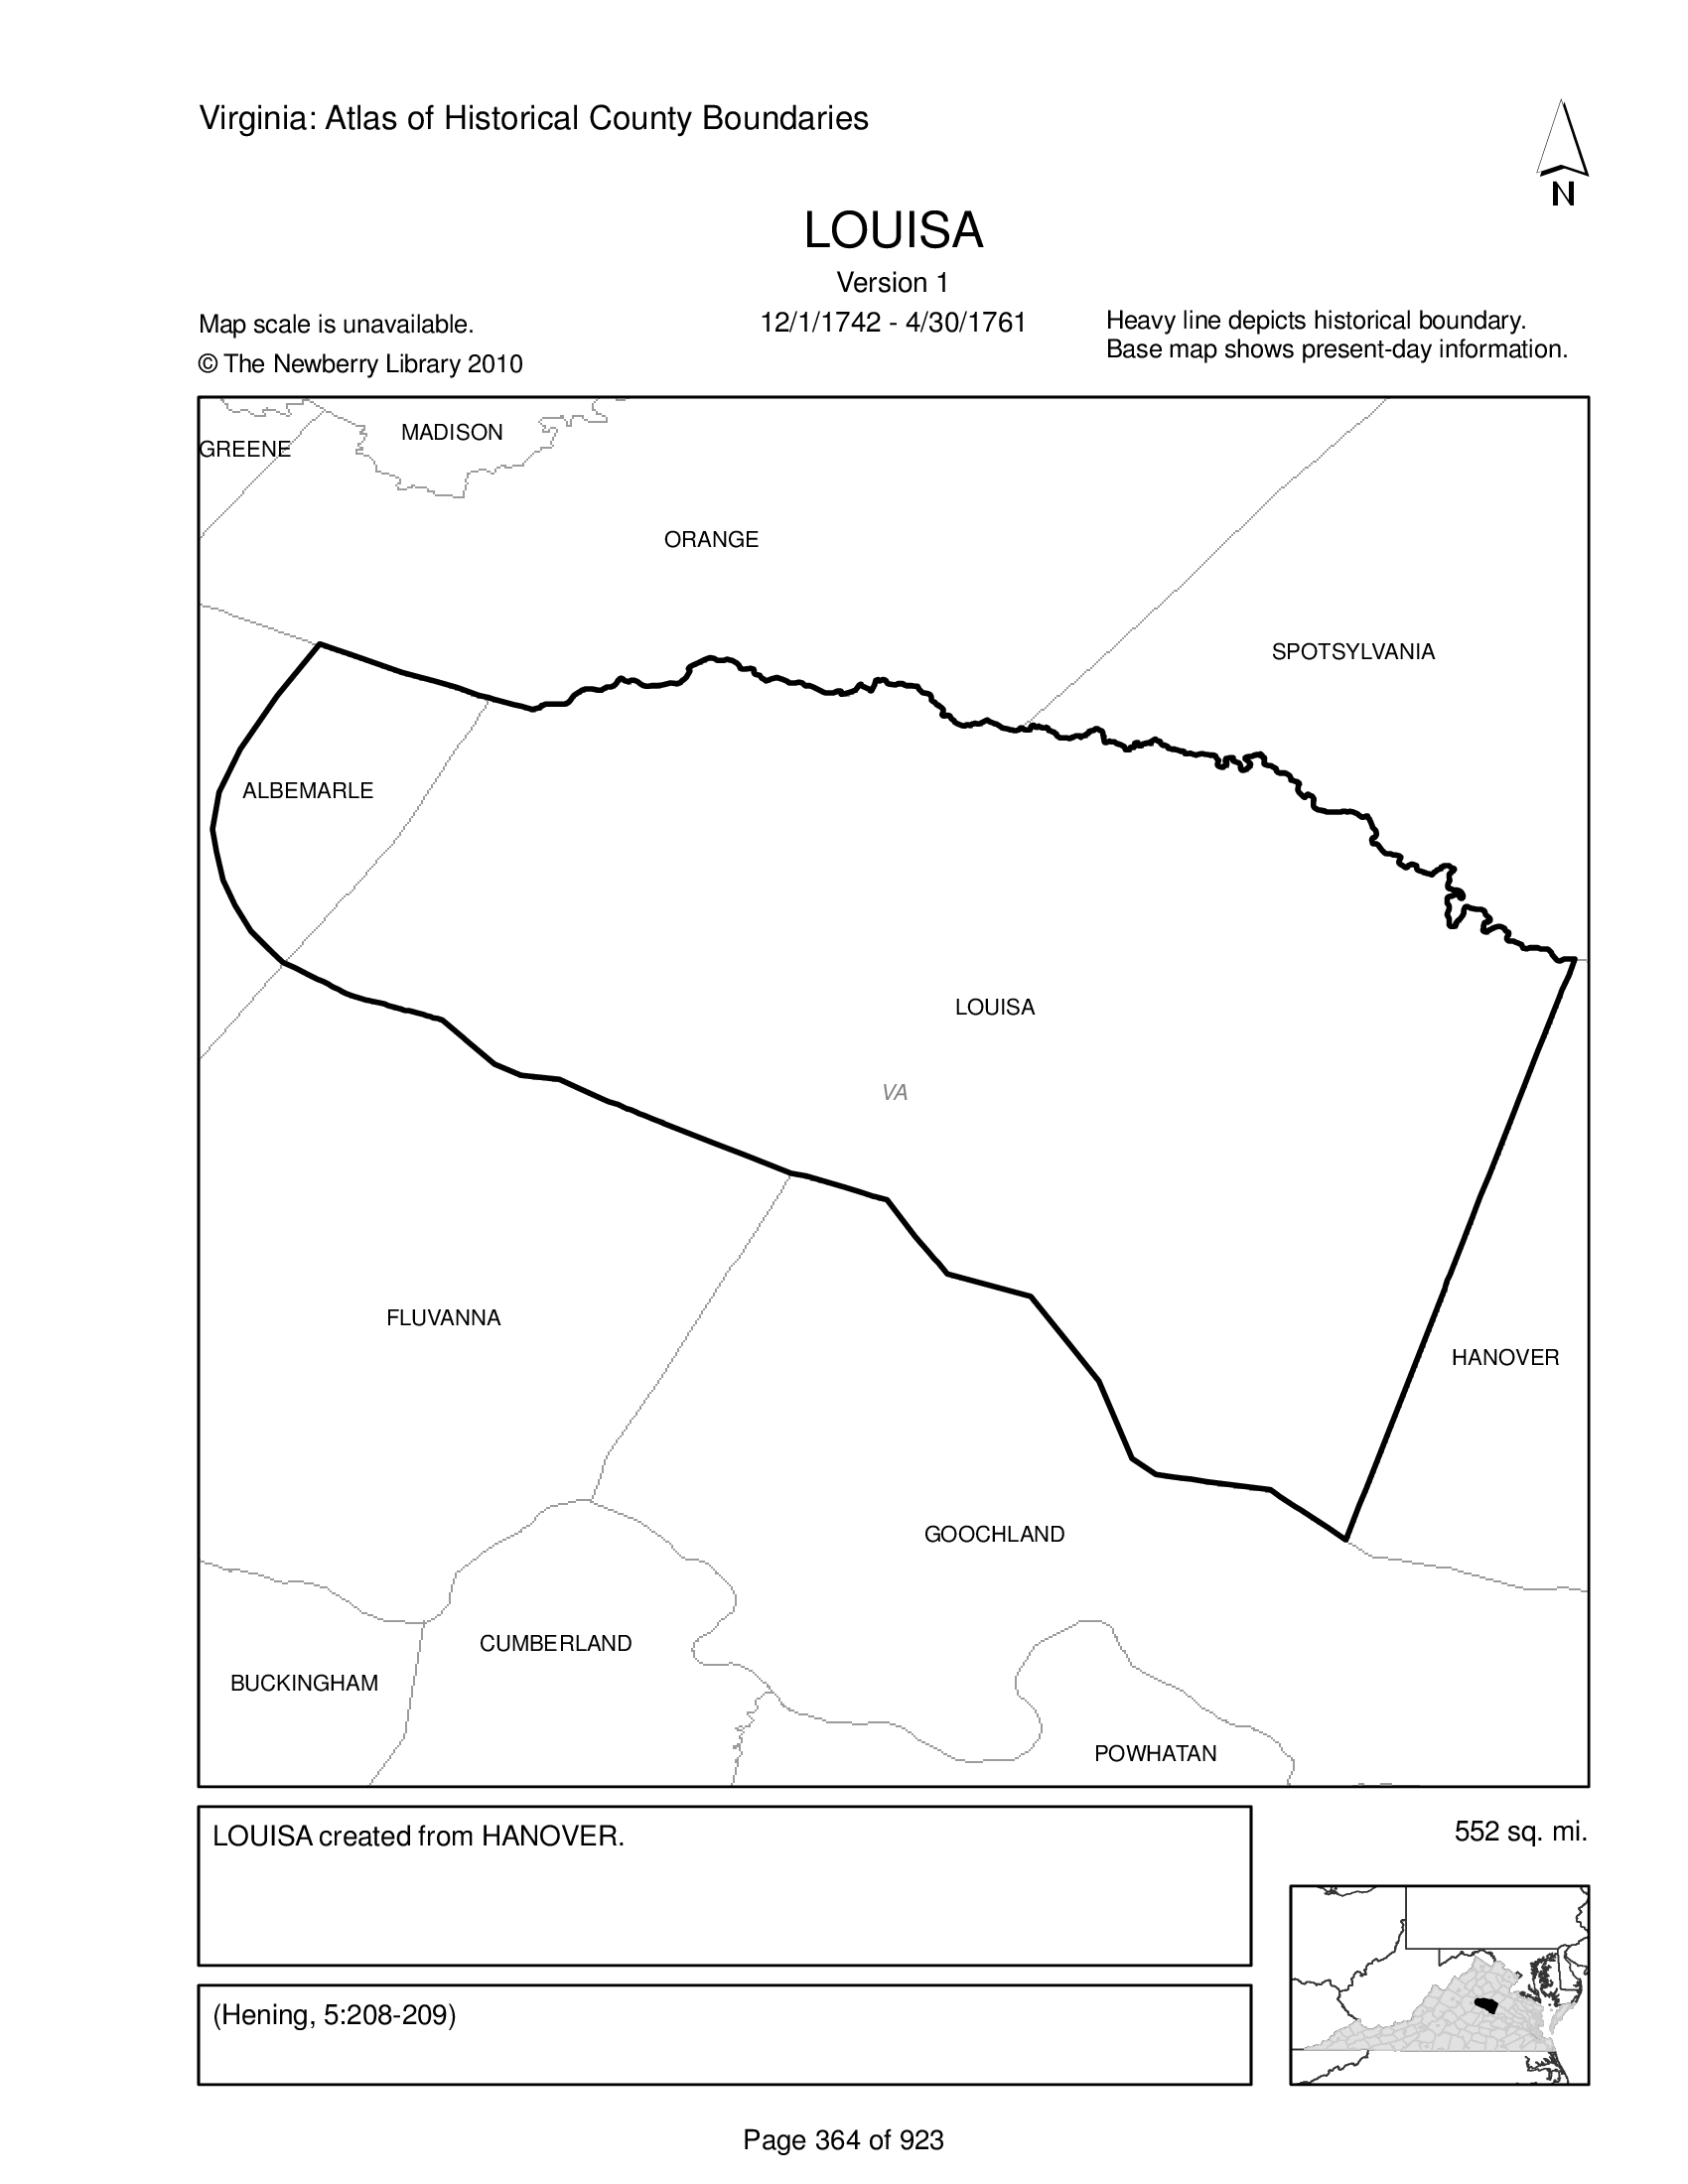 Virginia: Atlas of Historical County Boundaries
N
LOUISA
Version 1
12/1/1742 - 4/30/1761
Map scale is unavailable.
© The Newberry Library 2010
Heavy line depicts historical boundary.
Base map shows present-day information.
MADISON
GREENE
ORANGE
SPOTSYLVANIA
ALBEMARLE
LOUISA
VA
FLUVANNA
HANOVER
GOOCHLAND
CUMBERLAND
BUCKINGHAM
POWHATAN
LOUISA created from HANOVER.
552 sq. mi.
(Hening, 5:208-209)
Page 364 of 923